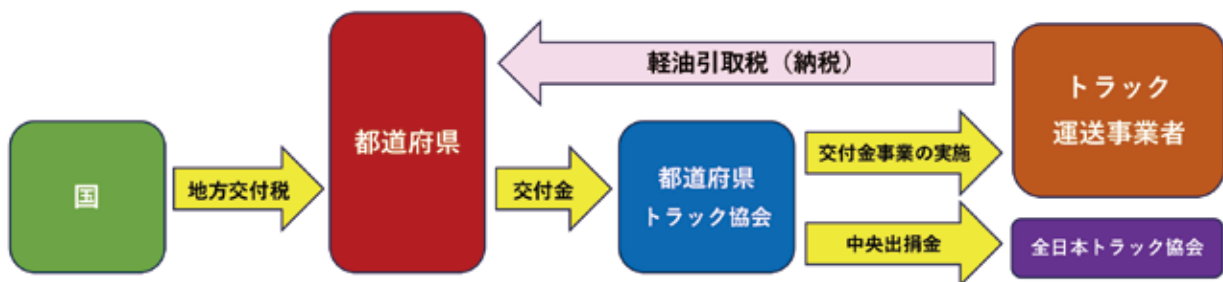 軽油引取税（納税）
トラック
運送事業者
都道府県
国
地方交付税
交付金
都道府県
トラック協会
交付金事業の実施
中央出捐金
全日本トラック協会